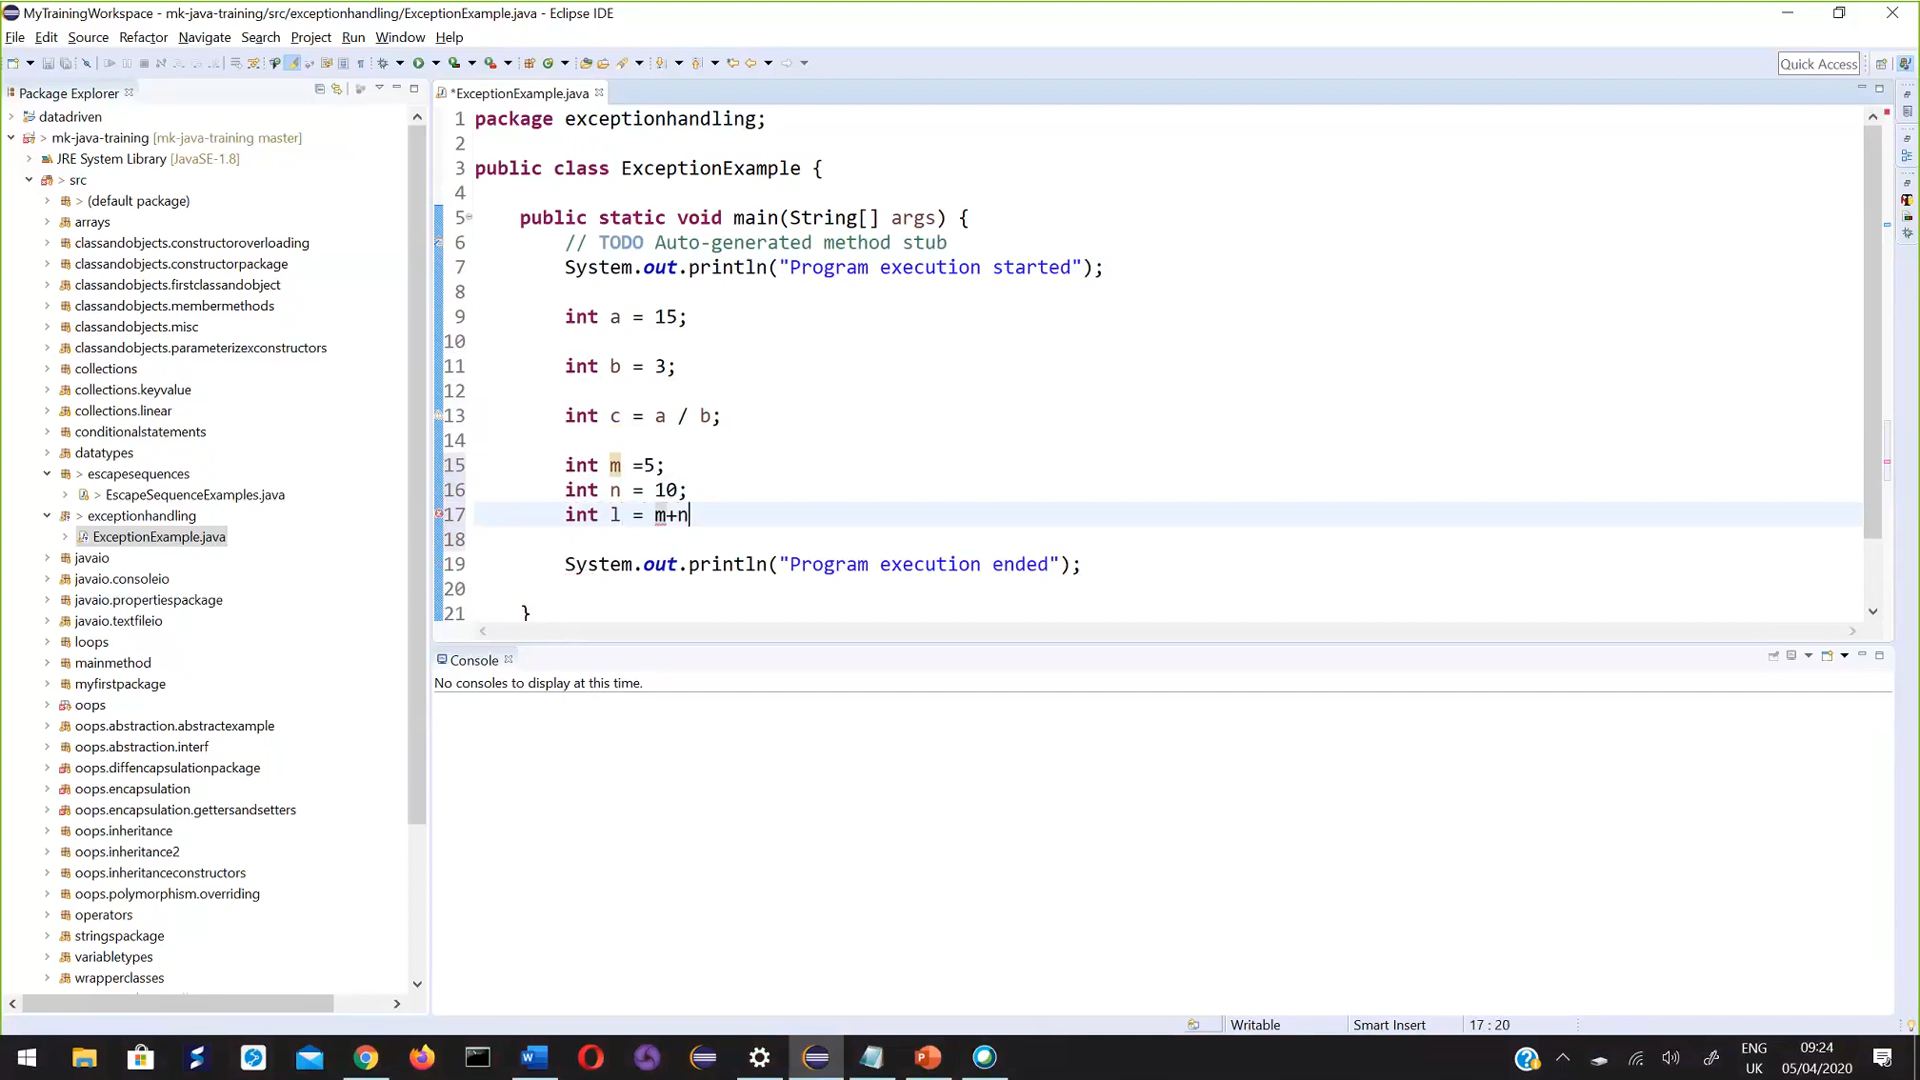 MyTrainingWorkspace - mk-java-training/src/exceptionhandling/ExceptionExample.java - Eclipse IDE
File Edit Source Refactor Navigate Search Project Run Window Help
Quick Access
Package Explorer
datadriven
> mk-java-training [mk-java-training master]
JRE System Library [JavaSE-1.8]
> src
> (default package)
arrays
classandobjects.constructoroverloading
classandobjects.constructorpackage
classandobjects.firstclassandobject
classandobjects.membermethods
classandobjects.misc
classandobjects.parameterizexconstructors
collections
collections.keyvalue
collections.linear
conditionalstatements
datatypes
> escapesequences
> EscapeSequenceExamples.java
> exceptionhandling
ExceptionExample.java
javaio
javaio.consoleio
javaio.propertiespackage
javaio.textfileio
loops
mainmethod
myfirstpackage
oops
oops.abstraction.abstractexample
oops.abstraction.interf
oops.diffencapsulationpackage
oops.encapsulation
oops.encapsulation.gettersandsetters
oops.inheritance
oops.inheritance2
oops.inheritanceconstructors
oops.polymorphism.overriding
operators
stringspackage
variabletypes
wrapperclasses
*ExceptionExample.java
1 package exceptionhandling;
2
3 public class ExceptionExample {
4
5 public static void main(String[] args) {
6 // TODO Auto-generated method stub
7 System.out.println("Program execution started");
8
9 int a = 15;
10
11 int b = 3;
12
13 int c = a / b;
14
15 int m =5;
16 int n = 10;
17 int l = m+n
18
19 System.out.println("Program execution ended");
20
21 }
Console
No consoles to display at this time.
Writable Smart Insert 17 : 20
ENG
UK
09:24
05/04/2020